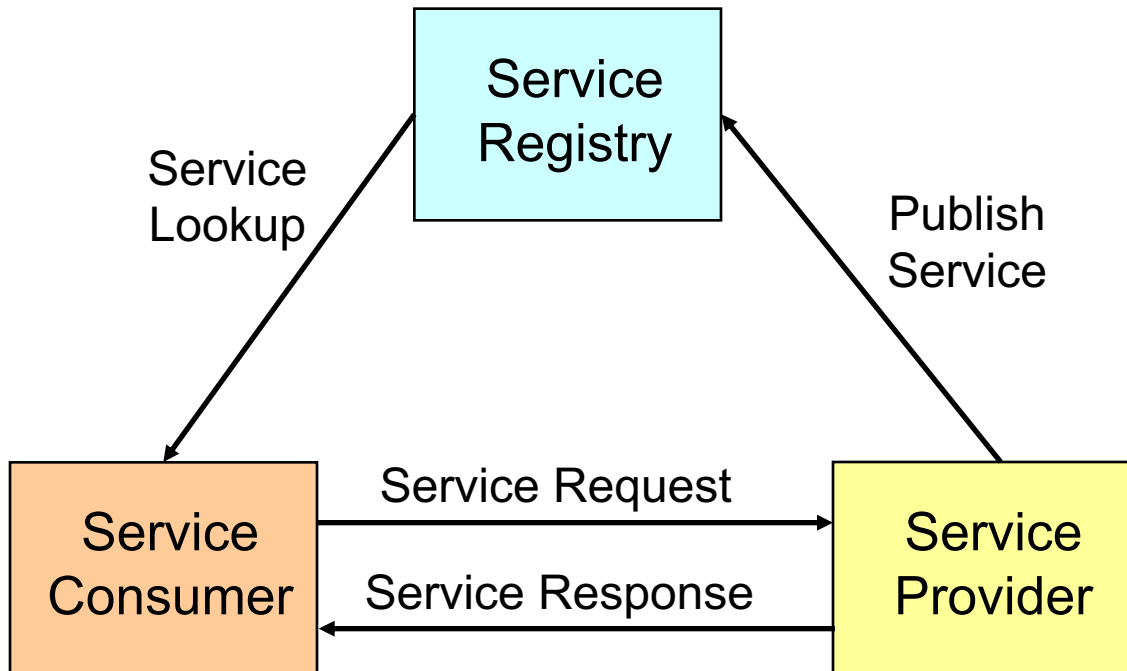 Service
Registry
Service
Lookup
Publish
Service
Service Request
Service
Consumer
Service
Provider
Service Response